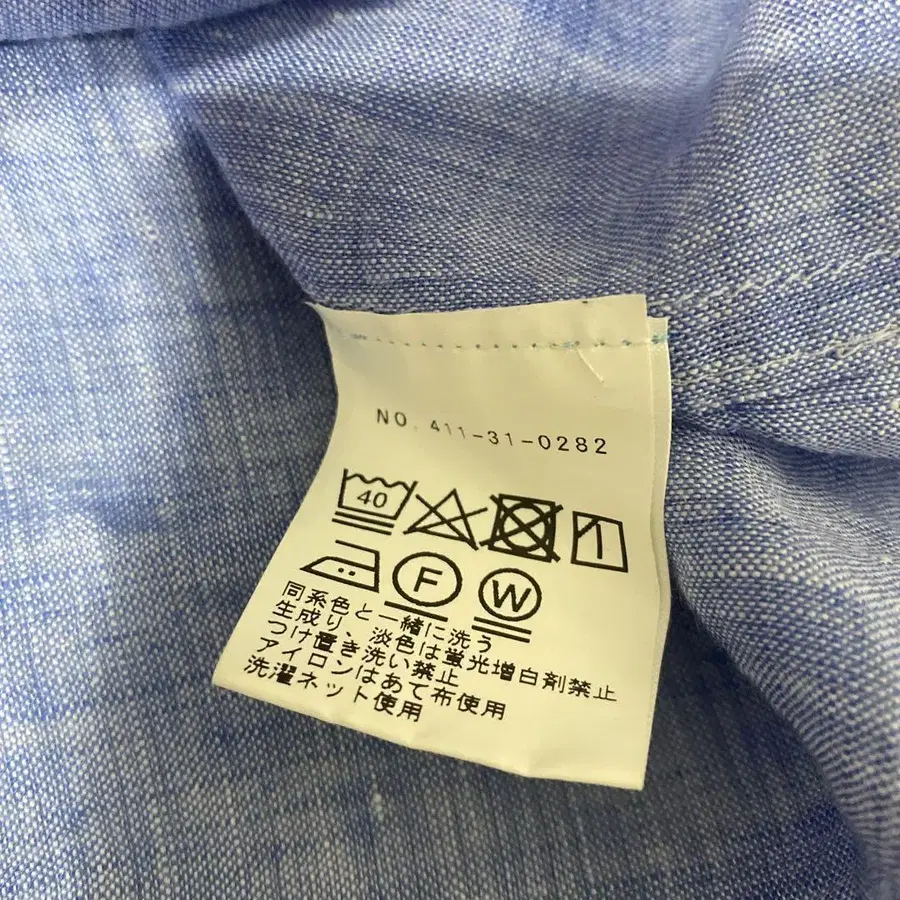 NO. 411-31-0282
40
F W
同系色と一緒に洗う
生成り、淡色は蛍光増白剤禁止
つけ置き洗い禁止
アイロンはあて布使用
洗濯ネット使用